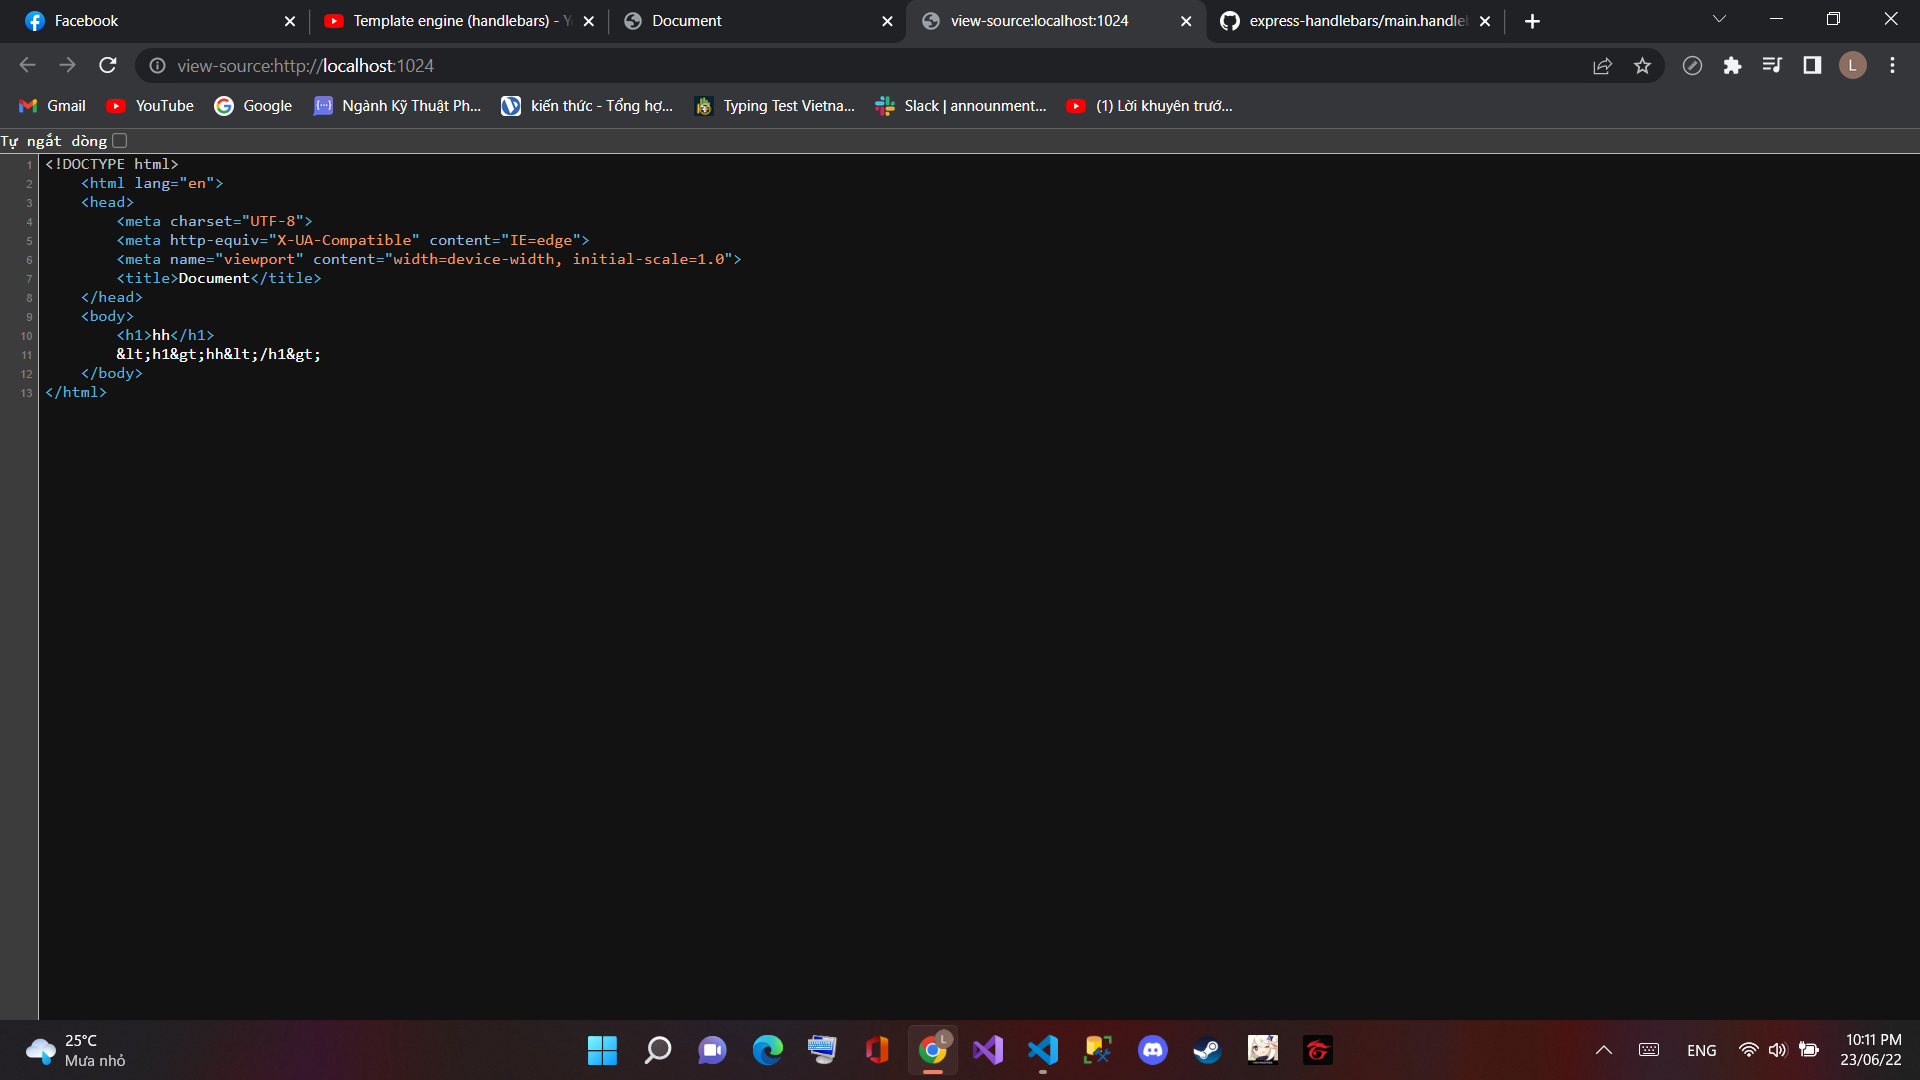 Facebook
Template engine (handlebars) - Y
Document
view-source:localhost:1024
express-handlebars/main.handle
view-source:http://localhost:1024
L
Gmail
YouTube
Google
Ngành Kỹ Thuật Ph...
kiến thức - Tổng hợ...
Typing Test Vietna...
Slack | announment...
(1) Lời khuyên trướ...
Tự ngắt dòng
1 <!DOCTYPE html>
2 <html lang="en">
3 <head>
4 <meta charset="UTF-8">
5 <meta http-equiv="X-UA-Compatible" content="IE=edge">
6 <meta name="viewport" content="width=device-width, initial-scale=1.0">
7 <title>Document</title>
8 </head>
9 <body>
10 <h1>hh</h1>
11 &lt;h1&gt;hh&lt;/h1&gt;
12 </body>
13 </html>
25°C
Mưa nhỏ
L
ENG
10:11 PM
23/06/22